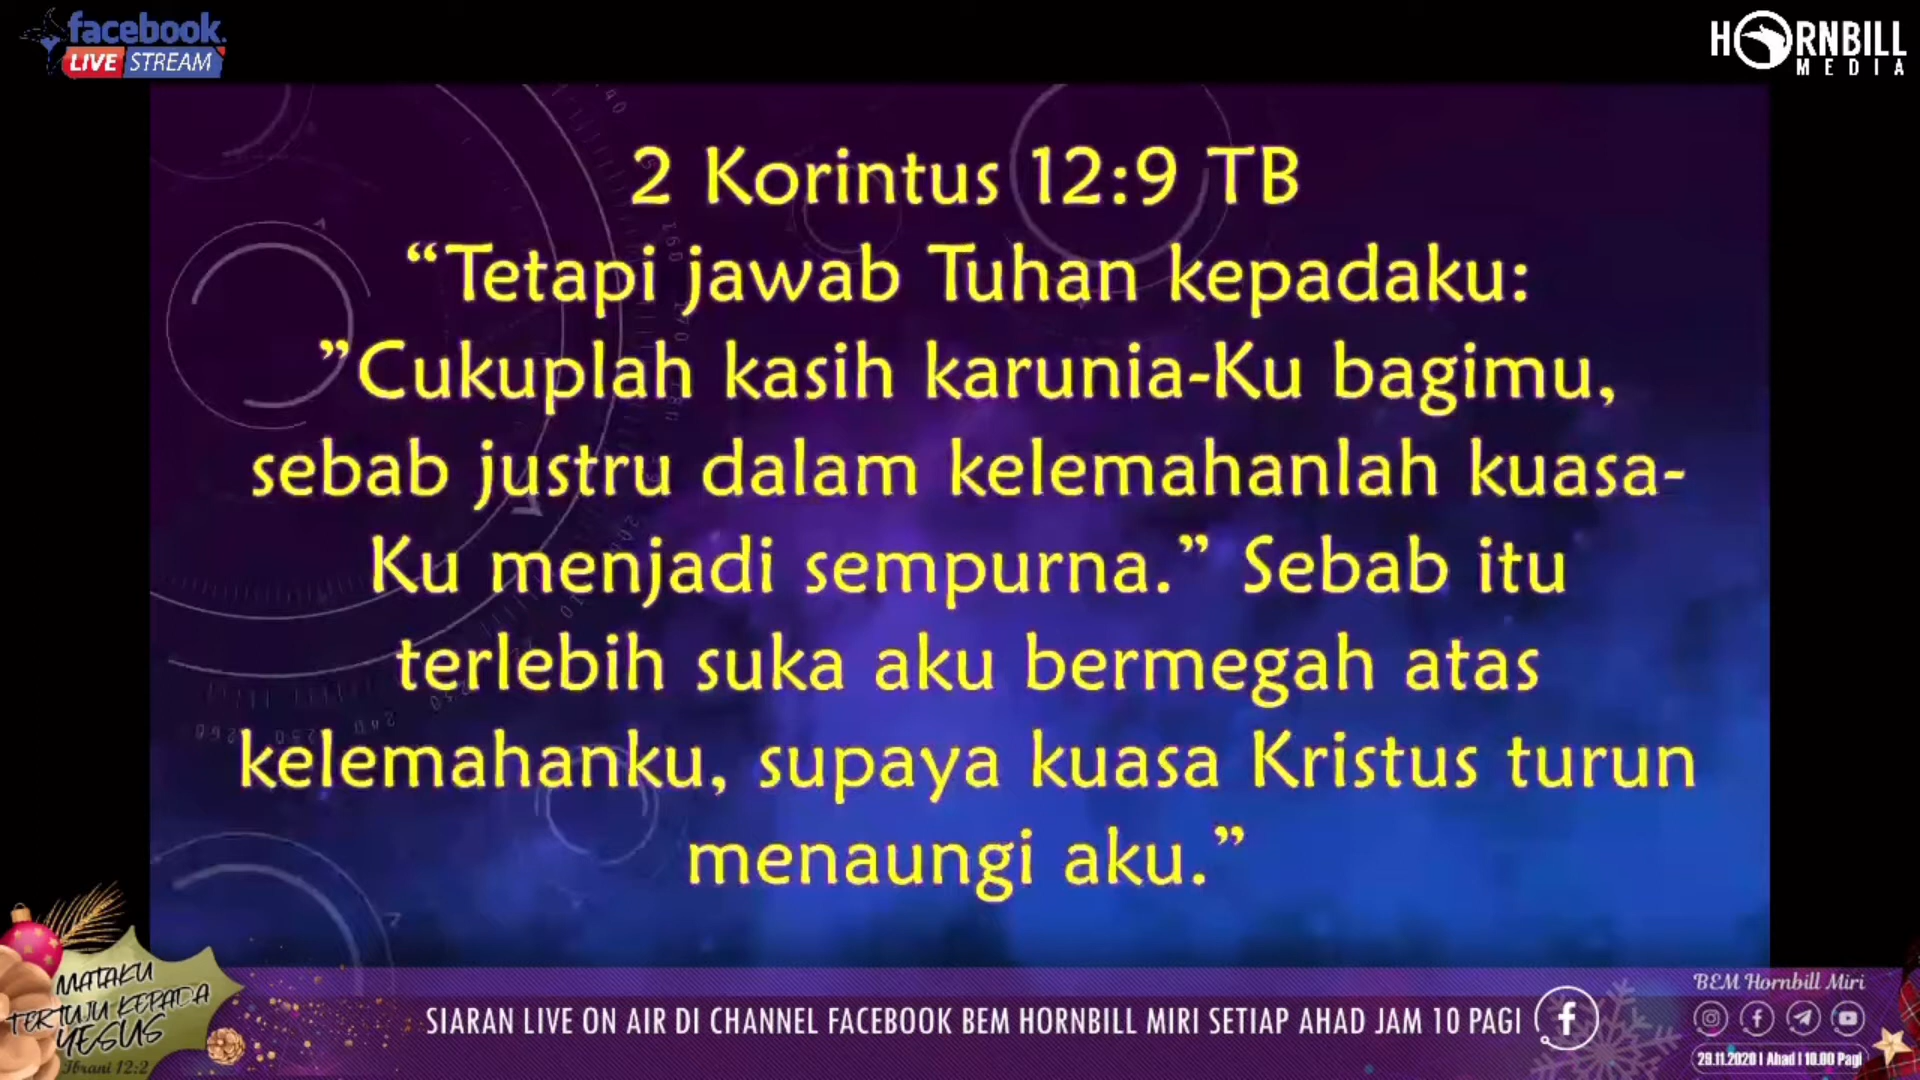 facebook.
LIVE STREAM
HORNBILL
MEDIA
2 Korintus 12:9 TB
“Tetapi jawab Tuhan kepadaku:
”Cukuplah kasih karunia-Ku bagimu,
sebab justru dalam kelemahanlah kuasa-
Ku menjadi sempurna.” Sebab itu
terlebih suka aku bermegah atas
kelemahanku, supaya kuasa Kristus turun
menaungi aku.”
MATAKU
TERTUJU KEPADA
YESUS
Ibrani 12:2
SIARAN LIVE ON AIR DI CHANNEL FACEBOOK BEM HORNBILL MIRI SETIAP AHAD JAM 10 PAGI
BEM Hornbill Miri
29.11.2020 | Ahad | 10.00 Pagi